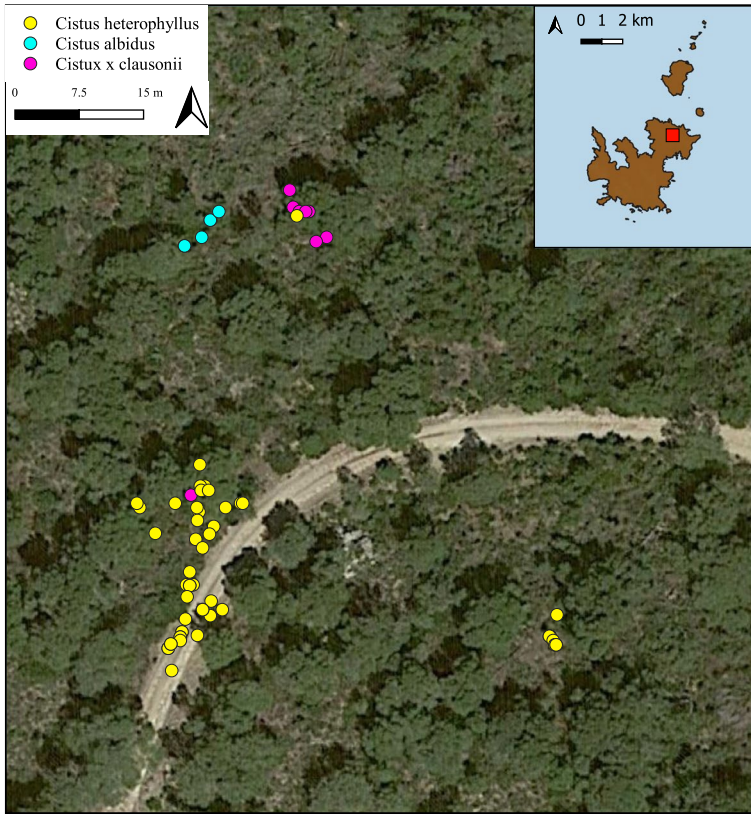 Cistus heterophyllus
Cistus albidus
Cistux x clausonii
0 7.5 15 m
0 1 2 km